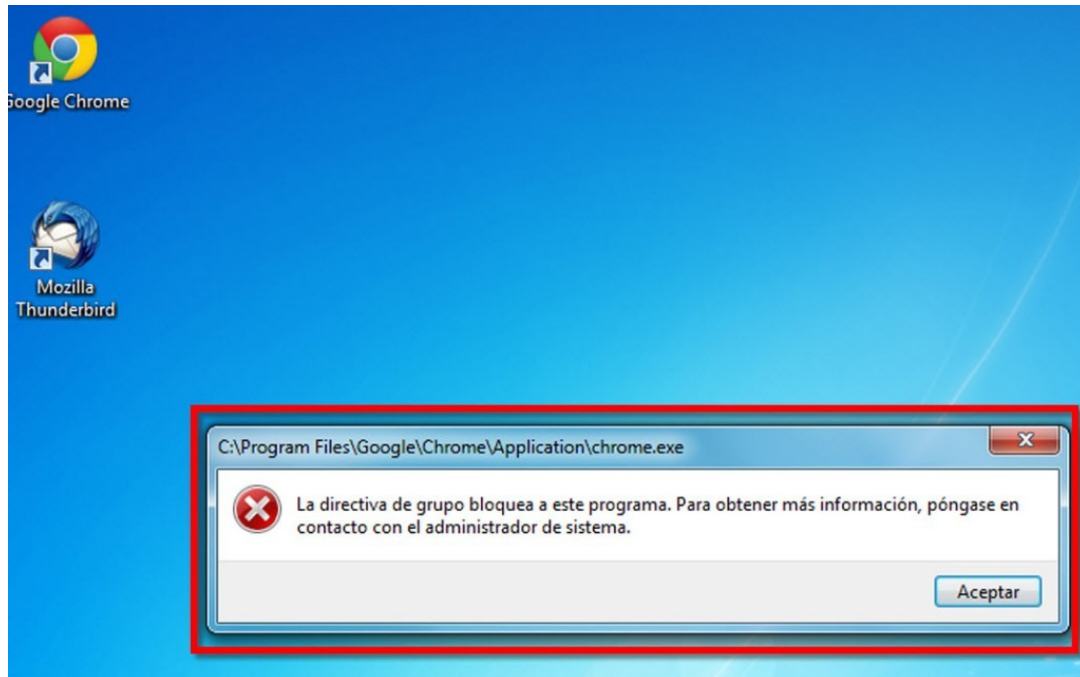 Google Chrome
Mozilla
Thunderbird
C:\Program Files\Google\Chrome\Application\chrome.exe
La directiva de grupo bloquea a este programa. Para obtener más información, póngase en
contacto con el administrador de sistema.
Aceptar